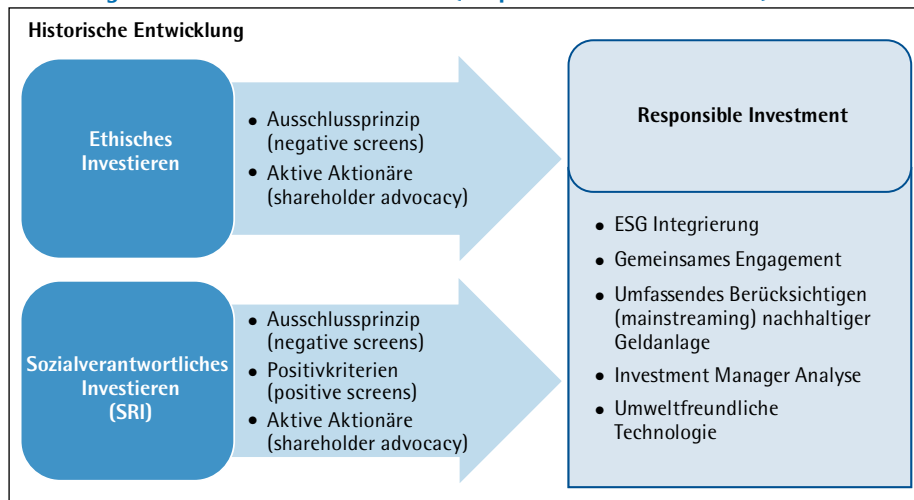 Historische Entwicklung
Ethisches
Investieren
• Ausschlussprinzip
(negative screens)
• Aktive Aktionäre
(shareholder advocacy)
Sozialverantwortliches
Investieren
(SRI)
• Ausschlussprinzip
(negative screens)
• Positivkriterien
(positive screens)
• Aktive Aktionäre
(shareholder advocacy)
Responsible Investment
• ESG Integrierung
• Gemeinsames Engagement
• Umfassendes Berücksichtigen
(mainstreaming) nachhaltiger
Geldanlage
• Investment Manager Analyse
• Umweltfreundliche
Technologie